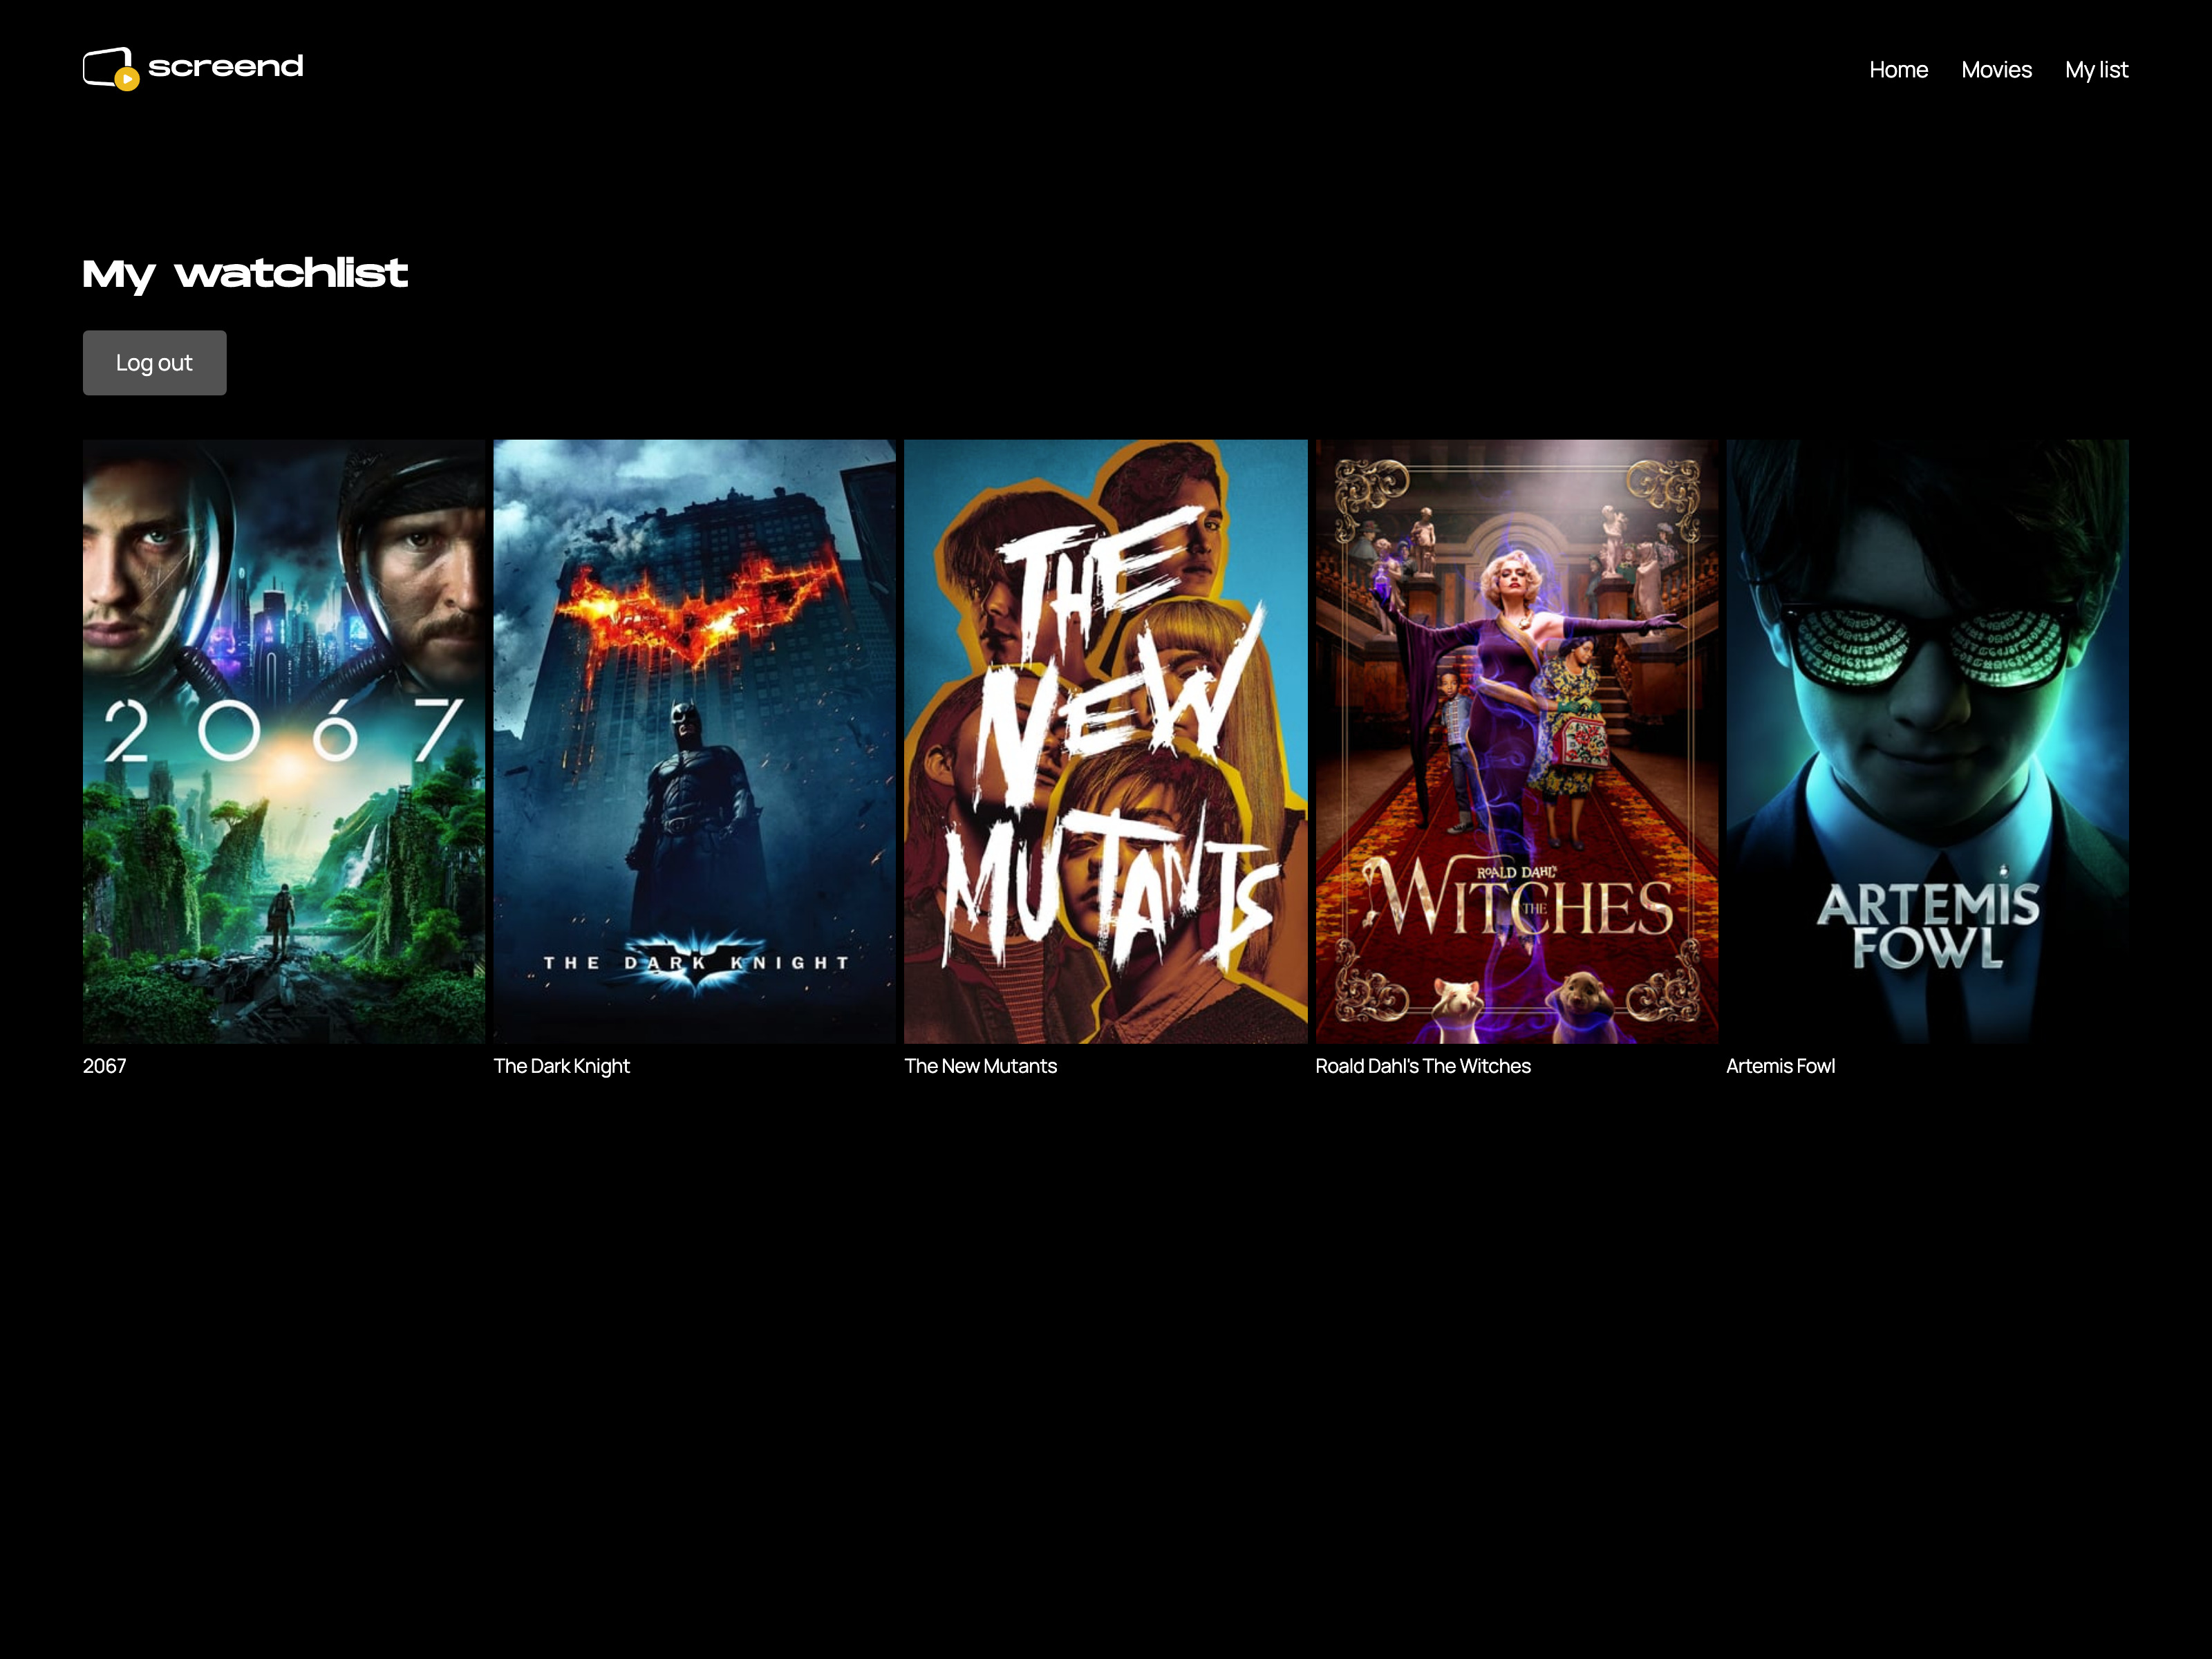 screend
Home Movies My list
My watchlist
Log out
2067
THE DARK KNIGHT
THE
NEW
MUTANTS
ROALD DAHL'S
THE WITCHES
ARTEMIS
FOWL
2067
The Dark Knight
The New Mutants
Roald Dahl's The Witches
Artemis Fowl